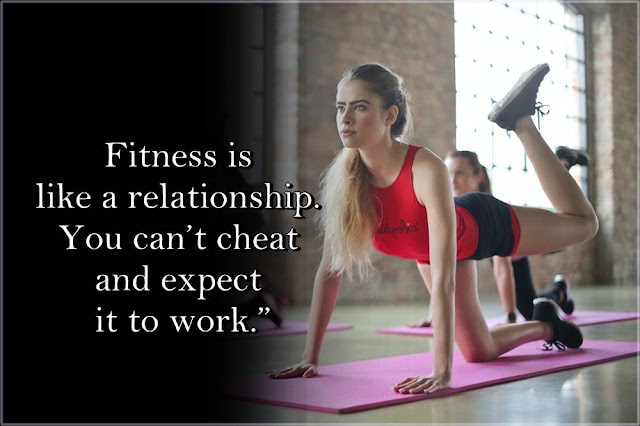 Fitness is
like a relationship.
You can’t cheat
and expect
it to work.”